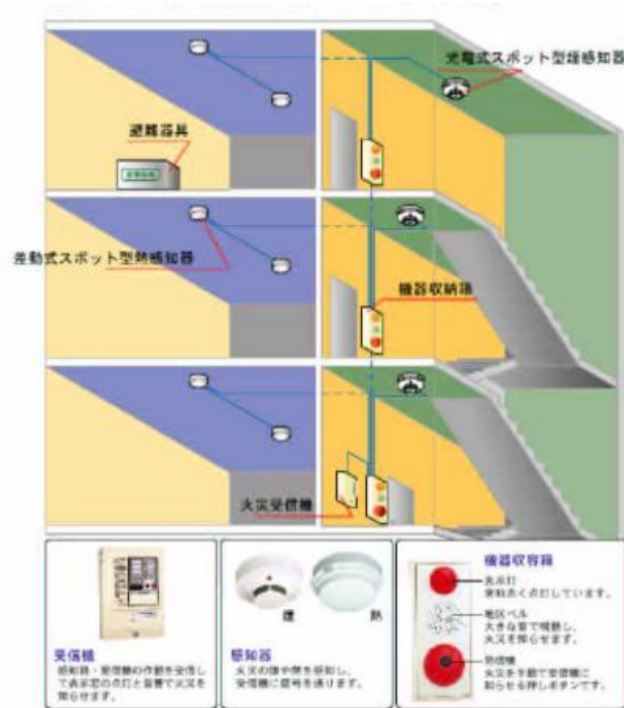 光電式スポット型煙感知器
避難器具
差動式スポット型熱感知器
機器収納箱
火災受信機
受信機
感知器・発信機の作動を受信し
て表示窓の点灯と音響で火災を
知らせます。
煙
熱
感知器
火災の煙や熱を感知し、
受信機に信号を送ります。
機器収容箱
表示灯
常時赤く点灯しています。
地区ベル
大きな音で鳴動し、
火災を知らせます。
発信機
火災を手動で受信機に
知らせる押しボタンです。